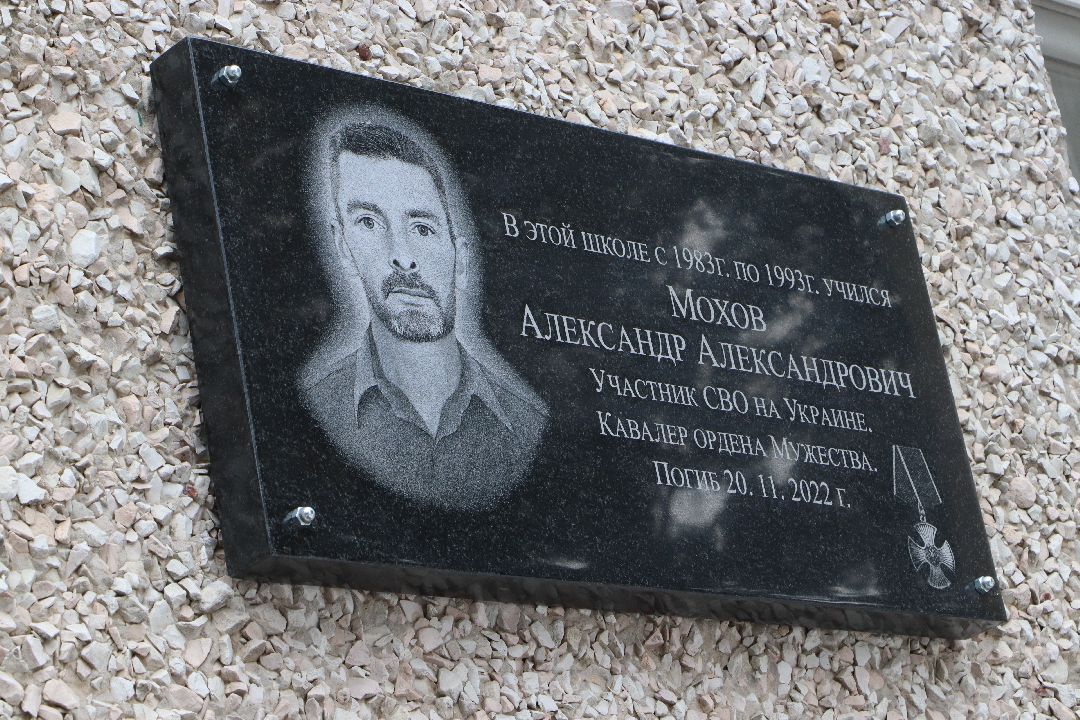 В этой школе с 1983г. по 1993г. учился
Мохов
Александр Александрович
Участник СВО на Украине.
Кавалер ордена Мужества.
Погиб 20. 11. 2022 г.